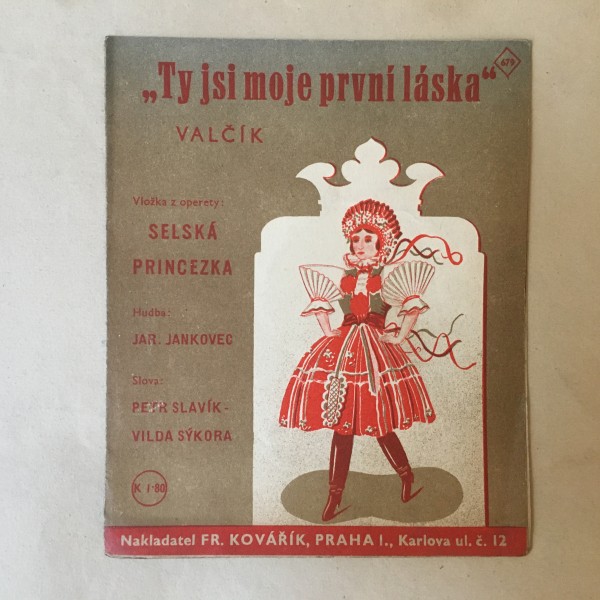 „Ty jsi moje první láska“
679
VALČÍK
Vložka z operety:
SELSKÁ
PRINCEZKA
Hudba:
JAR. JANKOVEC
Slova:
PETR SLAVÍK -
VILDA SÝKORA
K 1·80
Nakladatel FR. KOVÁŘÍK, PRAHA I., Karlova ul. č. 12